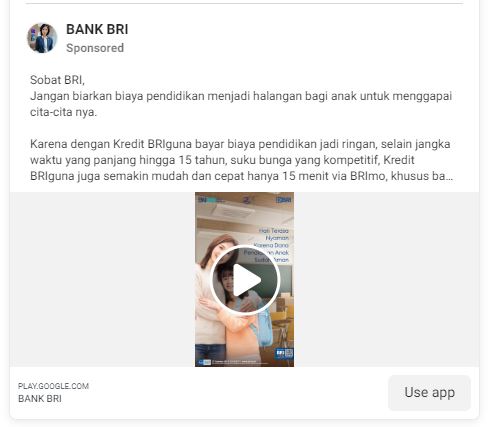 BANK BRI
Sponsored
Sobat BRI,
Jangan biarkan biaya pendidikan menjadi halangan bagi anak untuk menggapai
cita-cita nya.
Karena dengan Kredit BRIguna bayar biaya pendidikan jadi ringan, selain jangka
waktu yang panjang hingga 15 tahun, suku bunga yang kompetitif, Kredit
BRIguna juga semakin mudah dan cepat hanya 15 menit via BRImo, khusus ba...
Hati Terasa
Nyaman
Karena Dana
Pendidikan Anak
Sudah Aman
BRI
PLAY.GOOGLE.COM
BANK BRI
Use app